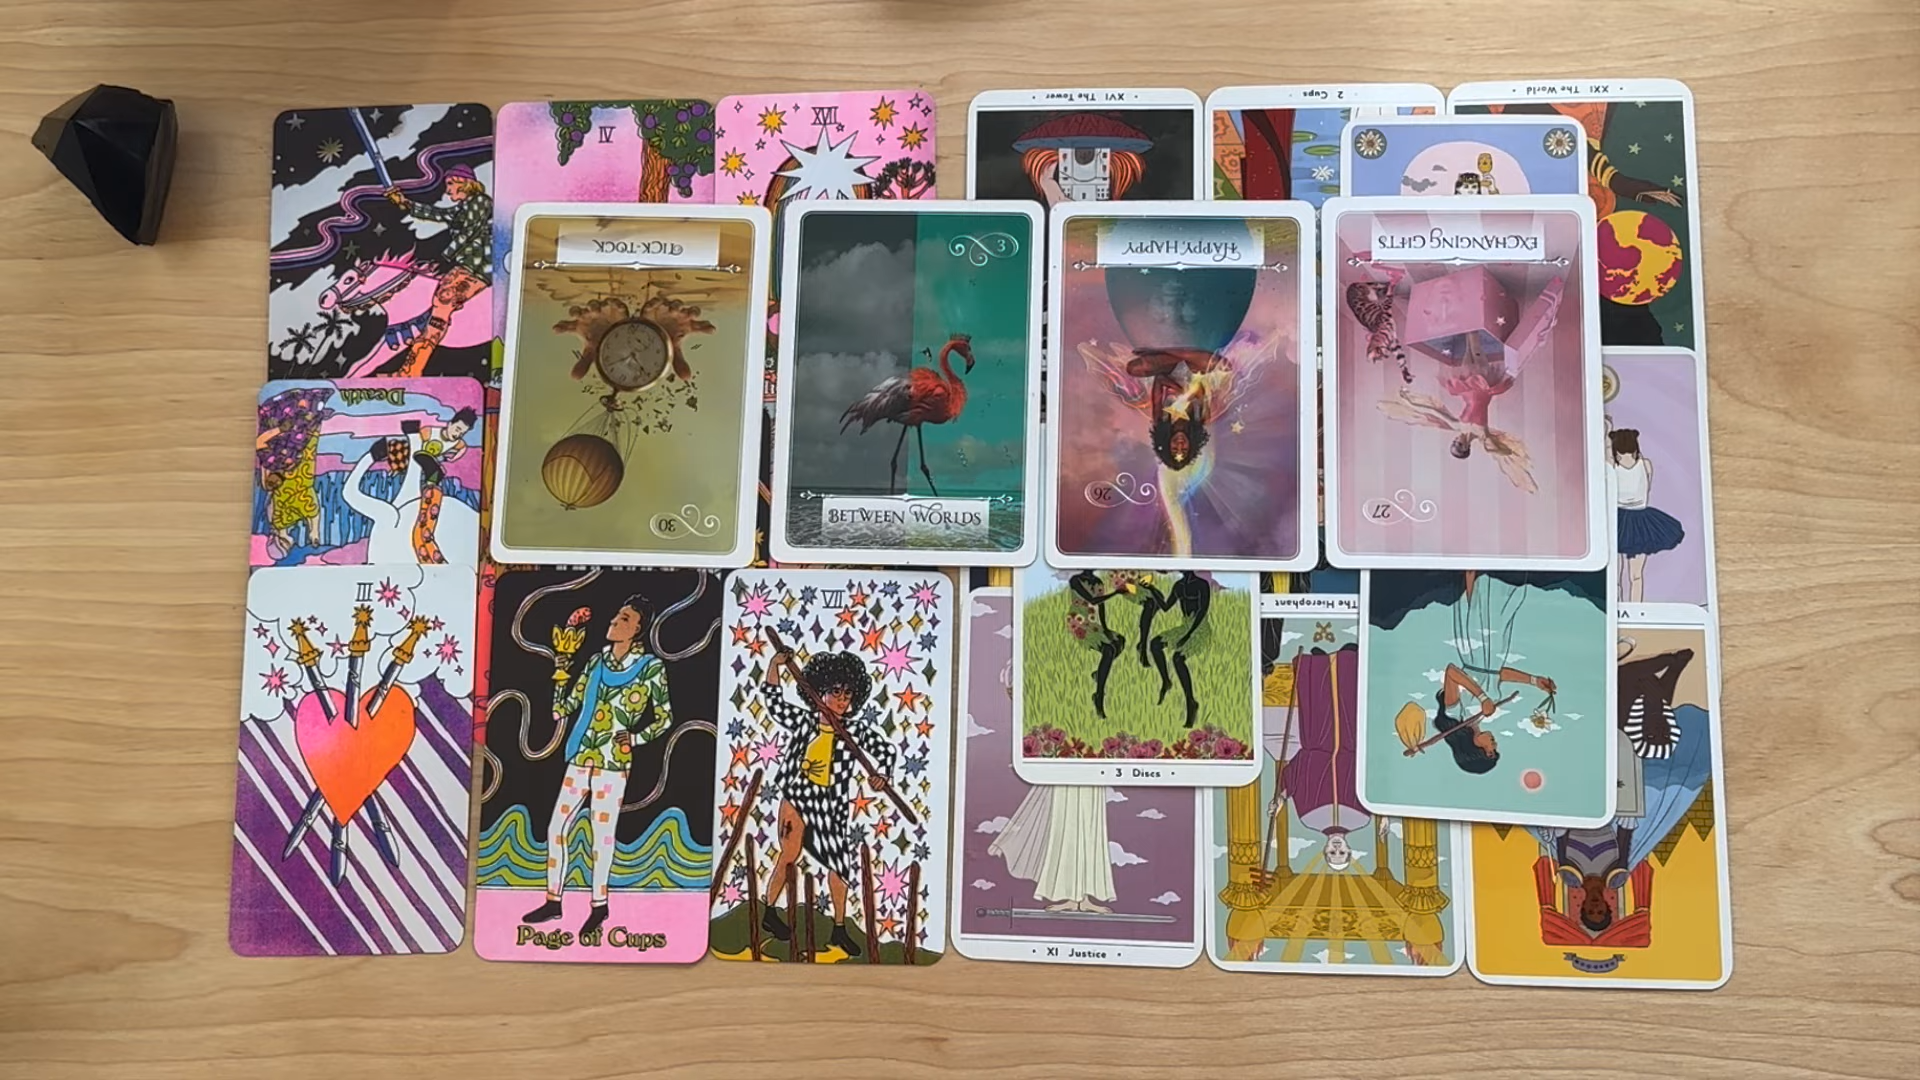 XVI The Tower
2 Cups
XXI The World
IV
XVII
TICK-TOCK
3
HAPPY, HAPPY
EXCHANGING GIFTS
Death
26
27
30
BETWEEN WORLDS
III
VII
The Hierophant
VI
3 Discs
Page of Cups
XI Justice